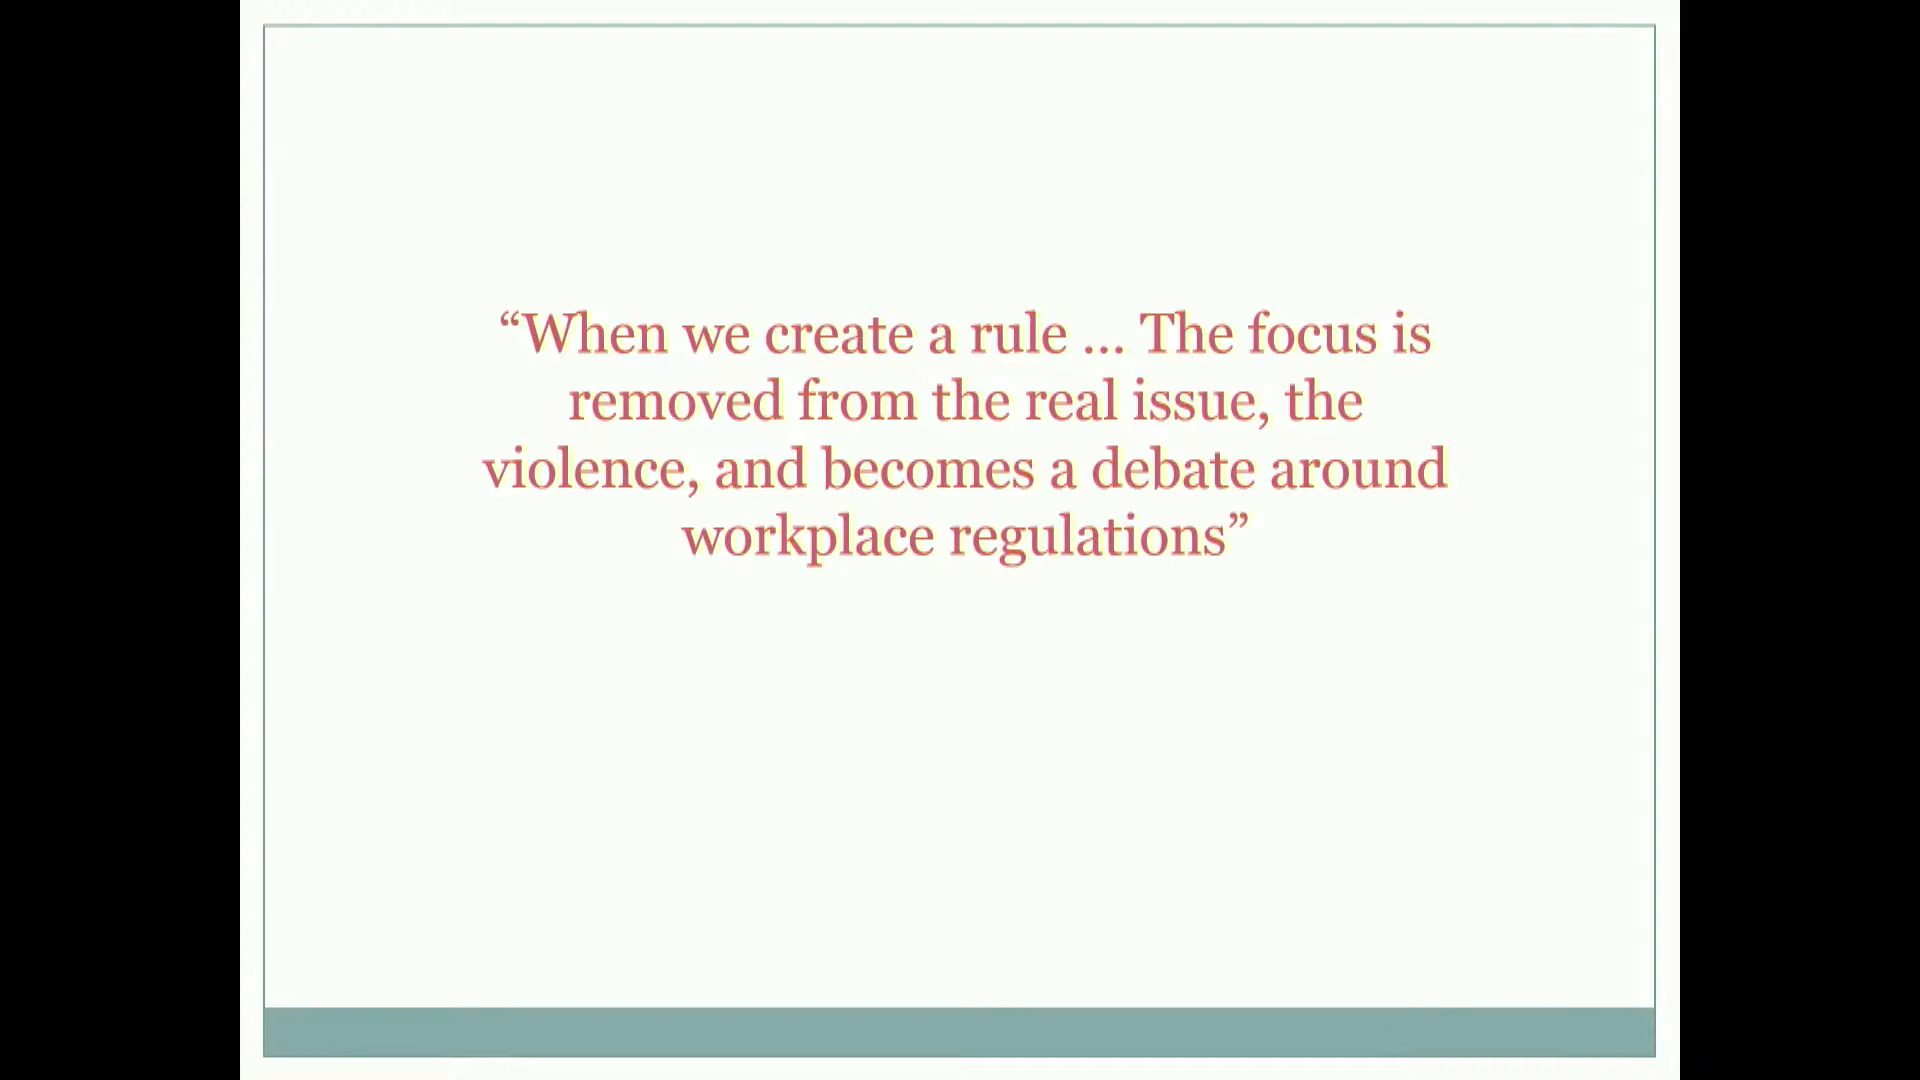 “When we create a rule ... The focus is
removed from the real issue, the
violence, and becomes a debate around
workplace regulations”